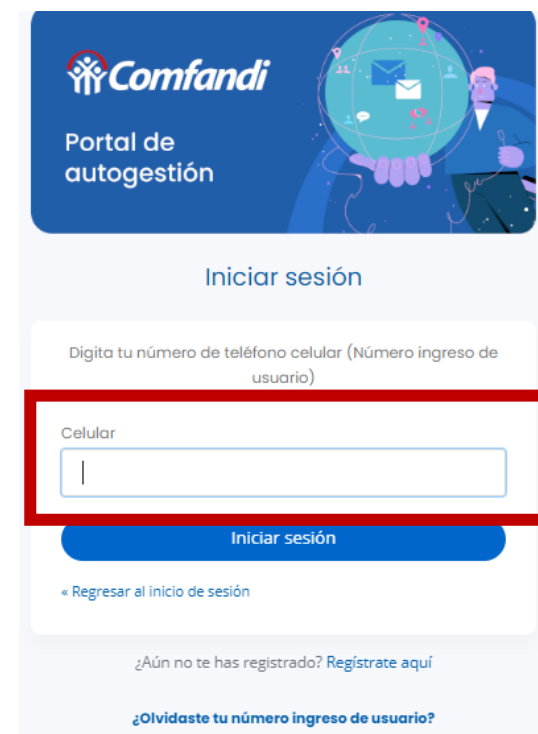 Comfandi
Portal de
autogestión
Iniciar sesión
Digita tu número de teléfono celular (Número ingreso de
usuario)
Celular
Iniciar sesión
« Regresar al inicio de sesión
¿Aún no te has registrado? Regístrate aquí
¿Olvidaste tu número ingreso de usuario?